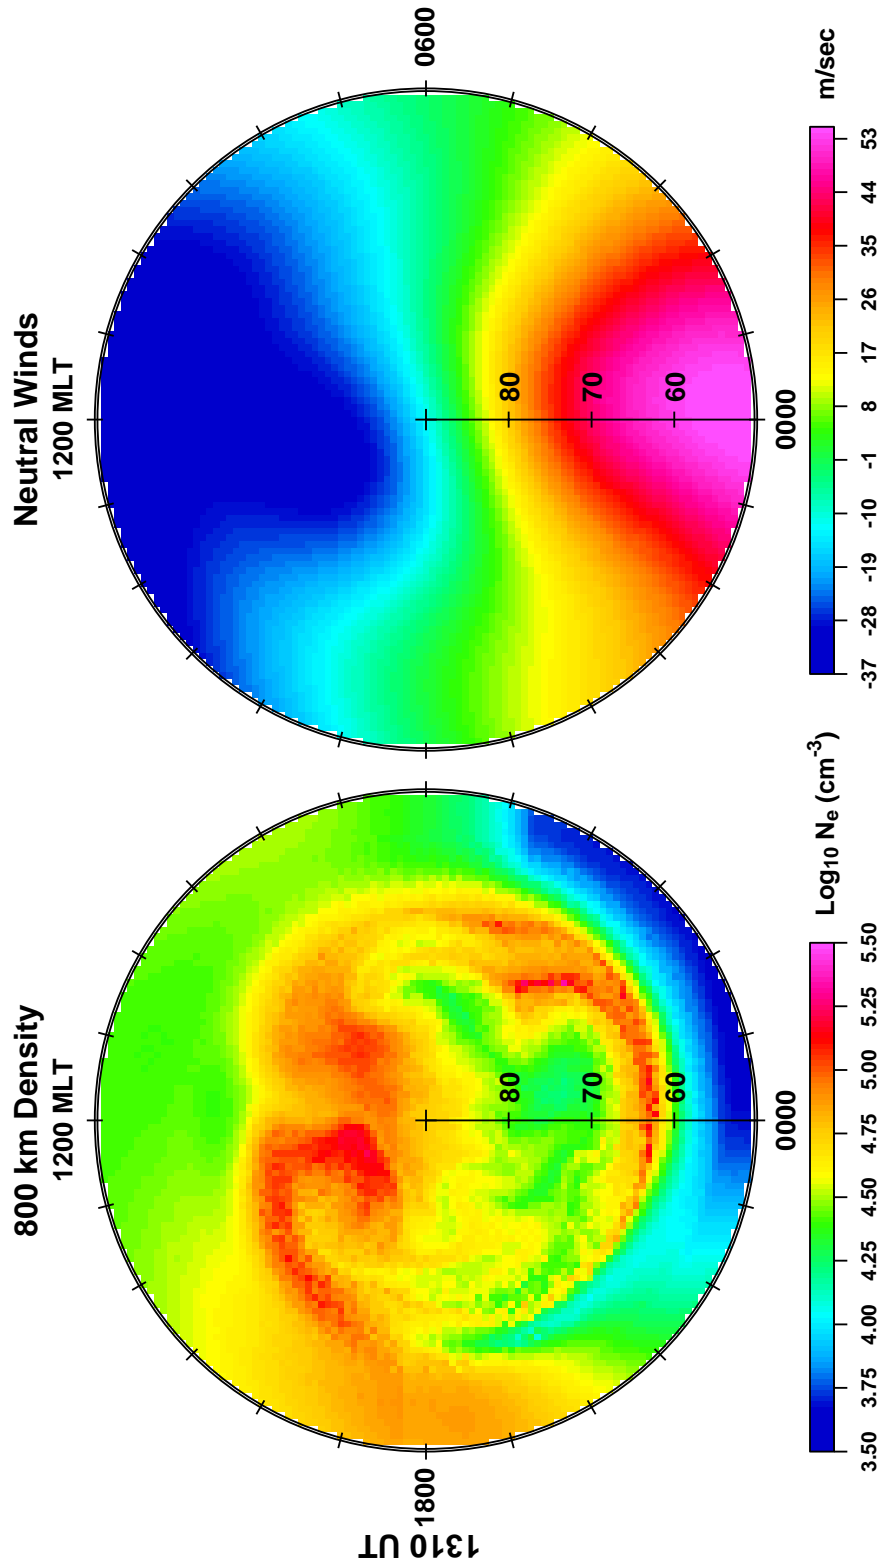 1310 UT
800 km Density
1200 MLT
Neutral Winds
1200 MLT
1800
0600
80
70
60
0000
80
70
60
0000
3.50 3.75 4.00 4.25 4.50 4.75 5.00 5.25 5.50
Log10 Ne (cm-3)
-37 -28 -19 -10 -1 8 17 26 35 44 53
m/sec